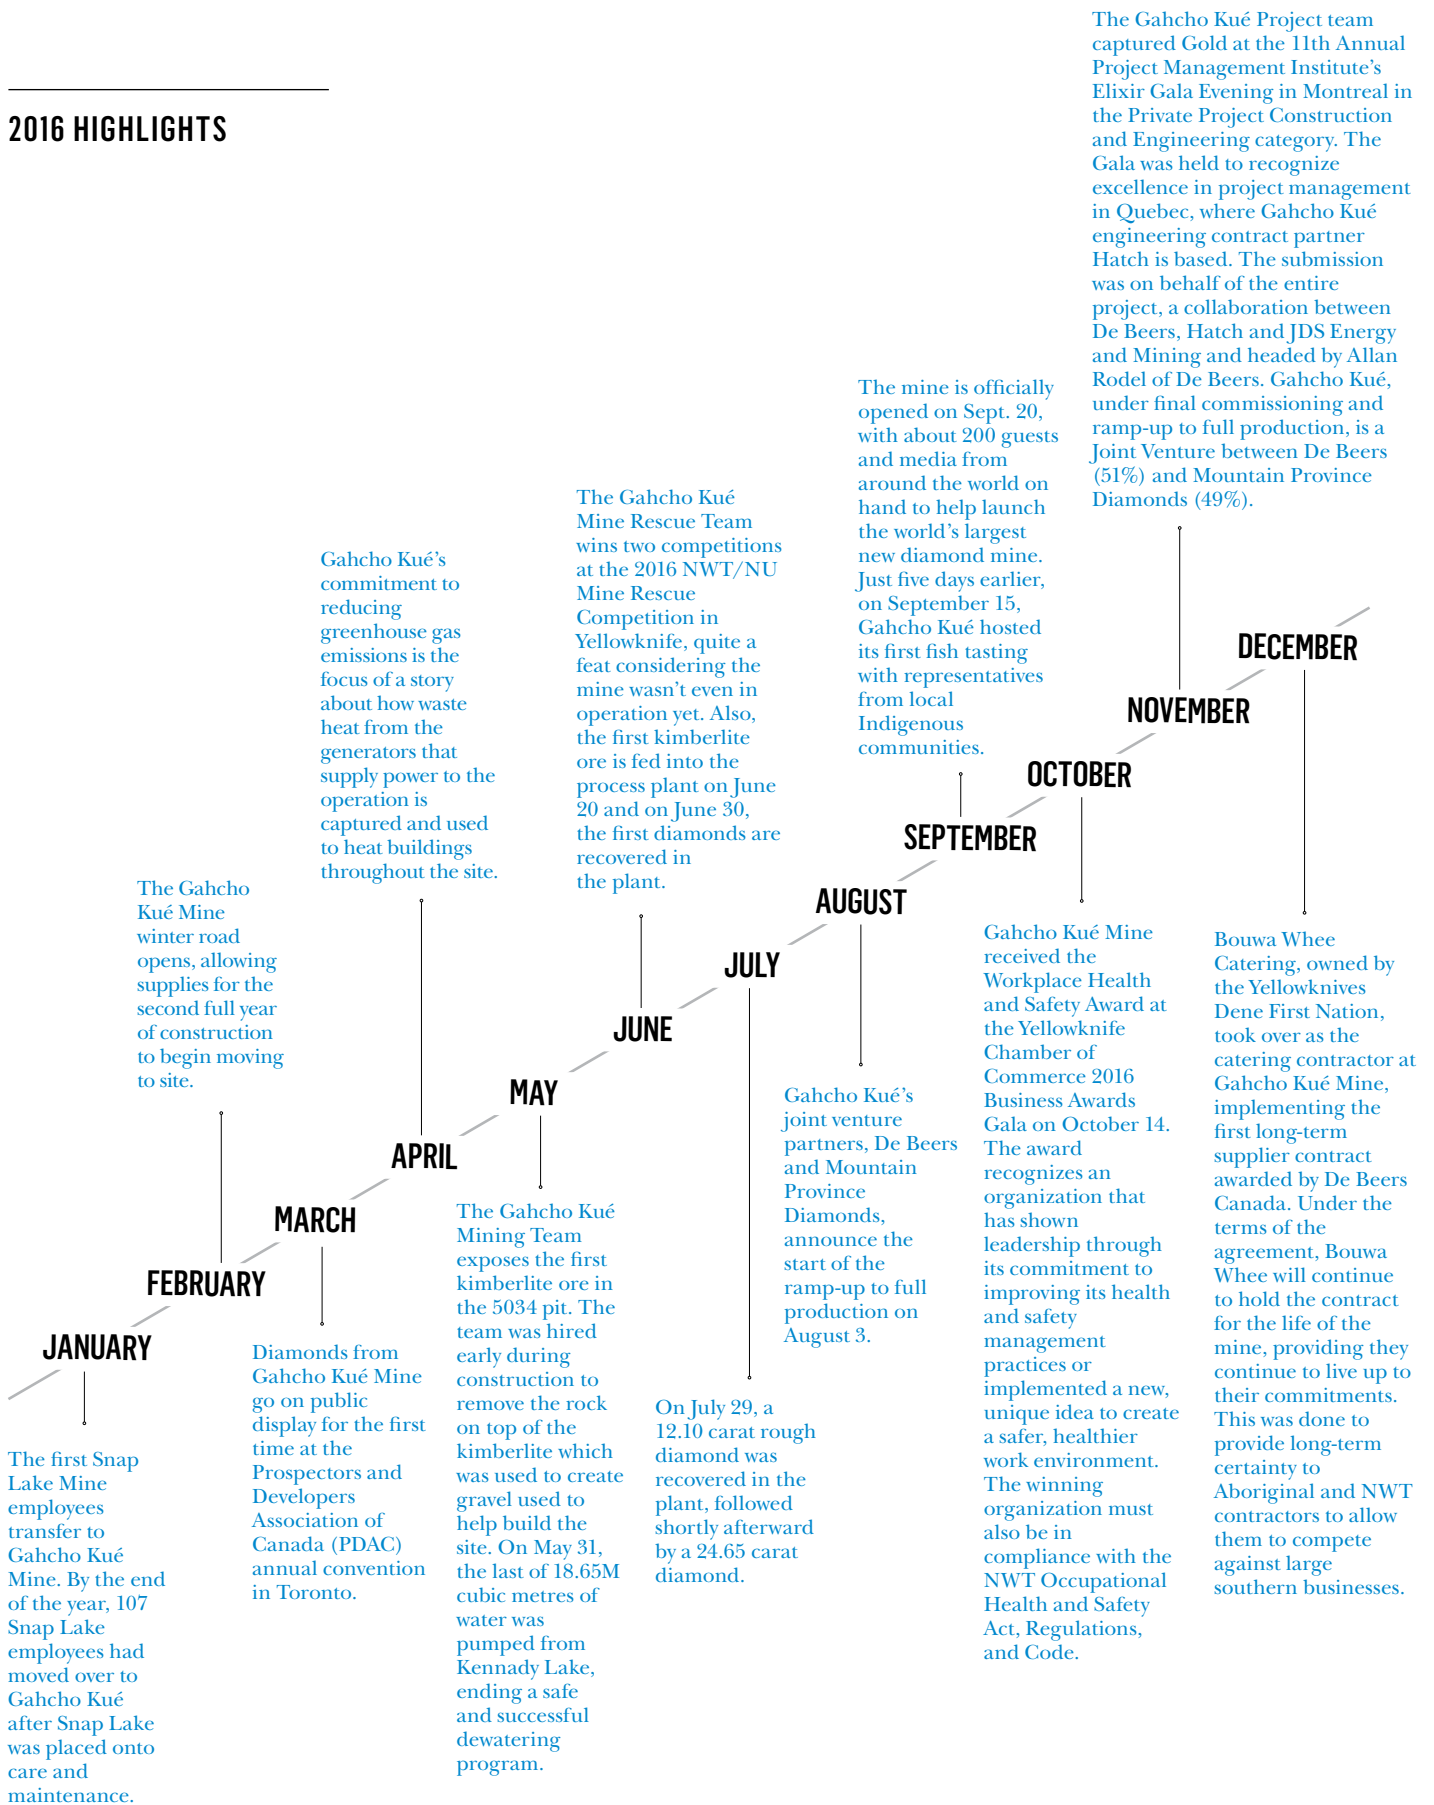 2016 HIGHLIGHTS
JANUARY
The first Snap
Lake Mine
employees
transfer to
Gahcho Kué
Mine. By the end
of the year, 107
Snap Lake
employees had
moved over to
Gahcho Kué
after Snap Lake
was placed onto
care and
maintenance.
FEBRUARY
The Gahcho
Kué Mine
winter road
opens, allowing
supplies for the
second full year
of construction
to begin moving
to site.
MARCH
Diamonds from
Gahcho Kué Mine
go on public
display for the first
time at the
Prospectors and
Developers
Association of
Canada (PDAC)
annual convention
in Toronto.
APRIL
Gahcho Kué's
commitment to
reducing
greenhouse gas
emissions is the
focus of a story
about how waste
heat from the
generators that
supply power to the
operation is
captured and used
to heat buildings
throughout the site.
MAY
The Gahcho Kué
Mining Team
exposes the first
kimberlite ore in
the 5034 pit. The
team was hired
early during
construction to
remove the rock
on top of the
kimberlite which
was used to create
gravel used to
help build the
site. On May 31,
the last of 18.65M
cubic metres of
water was
pumped from
Kennady Lake,
ending a safe
and successful
dewatering
program.
JUNE
The Gahcho Kué
Mine Rescue Team
wins two competitions
at the 2016 NWT/NU
Mine Rescue
Competition in
Yellowknife, quite a
feat considering the
mine wasn't even in
operation yet. Also,
the first kimberlite
ore is fed into the
process plant on June
20 and on June 30,
the first diamonds are
recovered in
the plant.
JULY
On July 29, a
12.10 carat rough
diamond was
recovered in the
plant, followed
shortly afterward
by a 24.65 carat
diamond.
AUGUST
Gahcho Kué's
joint venture
partners, De Beers
and Mountain
Province
Diamonds,
announce the
start of the
ramp-up to full
production on
August 3.
SEPTEMBER
The mine is officially
opened on Sept. 20,
with about 200 guests
and media from
around the world on
hand to help launch
the world's largest
new diamond mine.
Just five days earlier,
on September 15,
Gahcho Kué hosted
its first fish tasting
with representatives
from local
Indigenous
communities.
OCTOBER
Gahcho Kué Mine
received the
Workplace Health
and Safety Award at
the Yellowknife
Chamber of
Commerce 2016
Business Awards
Gala on October 14.
The award
recognizes an
organization that
has shown
leadership through
its commitment to
improving its health
and safety
management
practices or
implemented a new,
unique idea to create
a safer, healthier
work environment.
The winning
organization must
also be in
compliance with the
NWT Occupational
Health and Safety
Act, Regulations,
and Code.
NOVEMBER
The Gahcho Kué Project team
captured Gold at the 11th Annual
Project Management Institute's
Elixir Gala Evening in Montreal in
the Private Project Construction
and Engineering category. The
Gala was held to recognize
excellence in project management
in Quebec, where Gahcho Kué
engineering contract partner
Hatch is based. The submission
was on behalf of the entire
project, a collaboration between
De Beers, Hatch and JDS Energy
and Mining and headed by Allan
Rodel of De Beers. Gahcho Kué,
under final commissioning and
ramp-up to full production, is a
Joint Venture between De Beers
(51%) and Mountain Province
Diamonds (49%).
DECEMBER
Bouwa Whee
Catering, owned by
the Yellowknives
Dene First Nation,
took over as the
catering contractor at
Gahcho Kué Mine,
implementing the
first long-term
supplier contract
awarded by De Beers
Canada. Under the
terms of the
agreement, Bouwa
Whee will continue
to hold the contract
for the life of the
mine, providing they
continue to live up to
their commitments.
This was done to
provide long-term
certainty to
Aboriginal and NWT
contractors to allow
them to compete
against large
southern businesses.